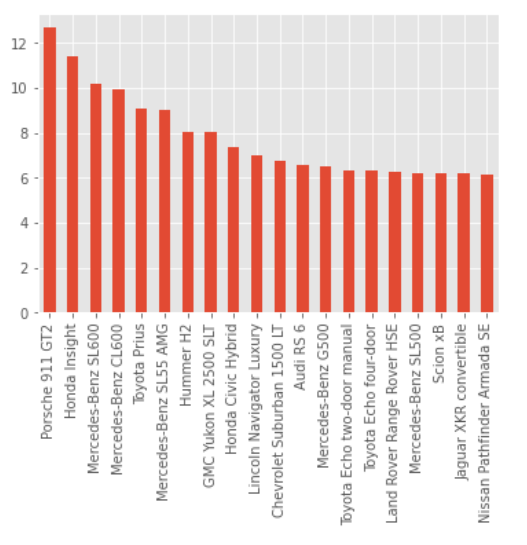 12
10
8
6
4
2
0
Porsche 911 GT2
Honda Insight
Mercedes-Benz SL600
Mercedes-Benz CL600
Toyota Prius
Mercedes-Benz SL55 AMG
Hummer H2
GMC Yukon XL 2500 SLT
Honda Civic Hybrid
Lincoln Navigator Luxury
Chevrolet Suburban 1500 LT
Audi RS 6
Mercedes-Benz G500
Toyota Echo two-door manual
Toyota Echo four-door
Land Rover Range Rover HSE
Mercedes-Benz SL500
Scion xB
Jaguar XKR convertible
Nissan Pathfinder Armada SE